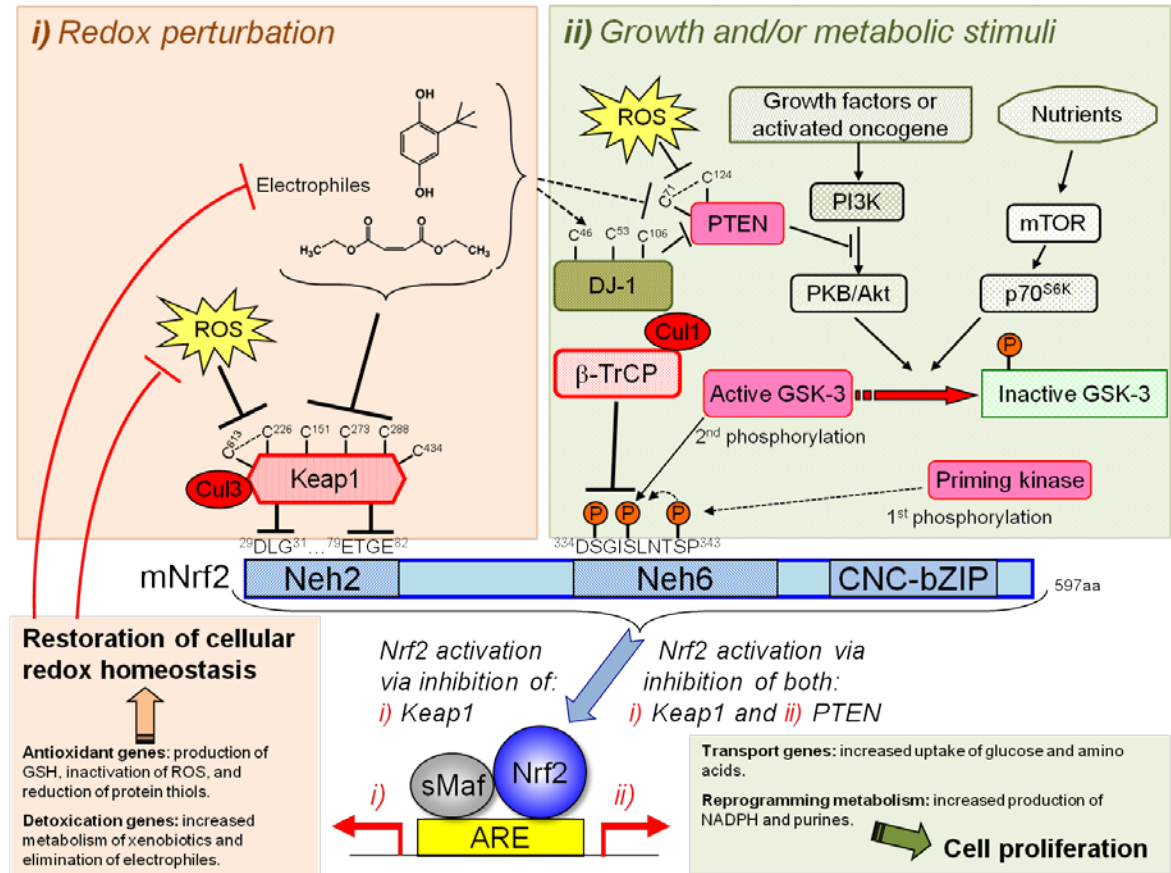 i) Redox perturbation
OH
OH
Electrophiles
O
O
H₃C
O
O
CH₃
ROS
C⁶¹³
C²²⁶
C¹⁵¹
C²⁷³
C²⁸⁸
C⁴³⁴
Cul3
Keap1
²⁹DLG³¹…⁷⁹ETGE⁸²
ii) Growth and/or metabolic stimuli
ROS
Growth factors or
activated oncogene
Nutrients
C⁷¹
C¹²⁴
PTEN
PI3K
mTOR
C⁴⁶
C⁵³
C¹⁰⁶
DJ-1
PKB/Akt
p70ˢ⁶ᴷ
Cul1
β-TrCP
P
Active GSK-3
Inactive GSK-3
2ⁿᵈ phosphorylation
Priming kinase
1ˢᵗ phosphorylation
P
P
P
³³⁴DSGISLNTSP³⁴³
mNrf2
Neh2
Neh6
CNC-bZIP
597aa
Restoration of cellular
redox homeostasis
Antioxidant genes: production of
GSH, inactivation of ROS, and
reduction of protein thiols.
Detoxication genes: increased
metabolism of xenobiotics and
elimination of electrophiles.
Nrf2 activation
via inhibition of:
i) Keap1
Nrf2 activation via
inhibition of both:
i) Keap1 and ii) PTEN
sMaf
Nrf2
i)
ii)
ARE
Transport genes: increased uptake of glucose and amino
acids.
Reprogramming metabolism: increased production of
NADPH and purines.
Cell proliferation